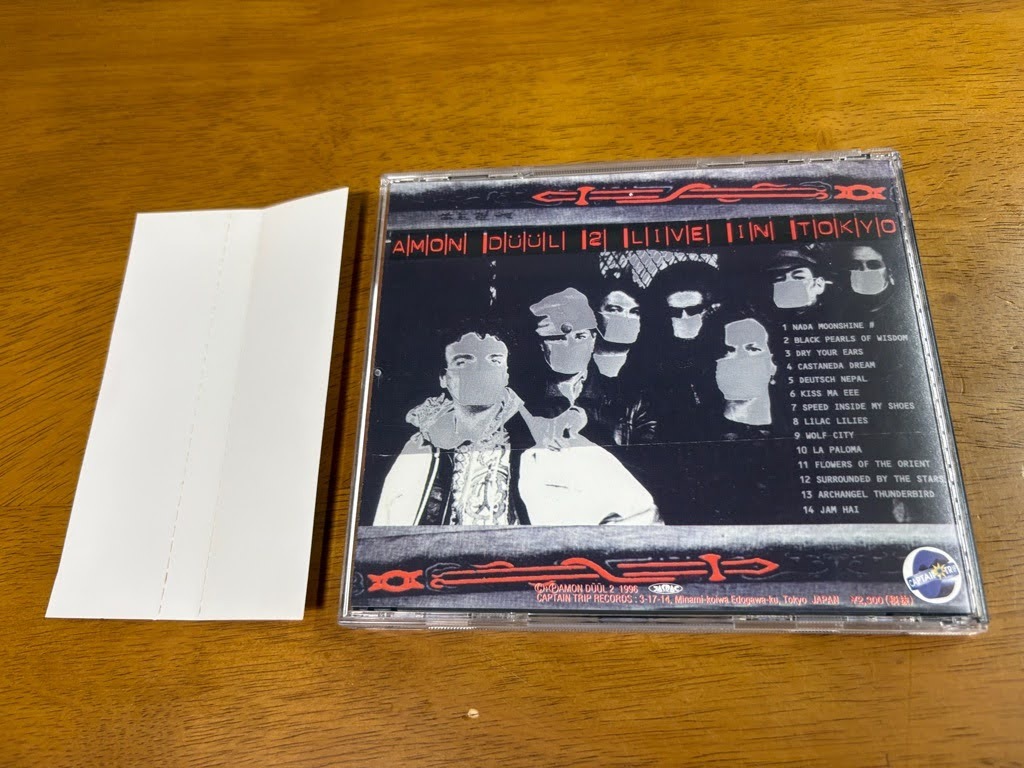 AMON DÜÜL 2 LIVE IN TOKYO
1 NADA MOONSHINE #
2 BLACK PEARLS OF WISDOM
3 DRY YOUR EARS
4 CASTANEDA DREAM
5 DEUTSCH NEPAL
6 KISS MA EEE
7 SPEED INSIDE MY SHOES
8 LILAC LILIES
9 WOLF CITY
10 LA PALOMA
11 FLOWERS OF THE ORIENT
12 SURROUNDED BY THE STARS
13 ARCHANGEL THUNDERBIRD
14 JAM HAI
CAPTAIN TRIP
©℗AMON DÜÜL 2 1996
CAPTAIN TRIP RECORDS : 3-17-14, Minami-koiwa Edogawa-ku, Tokyo JAPAN ¥2,300